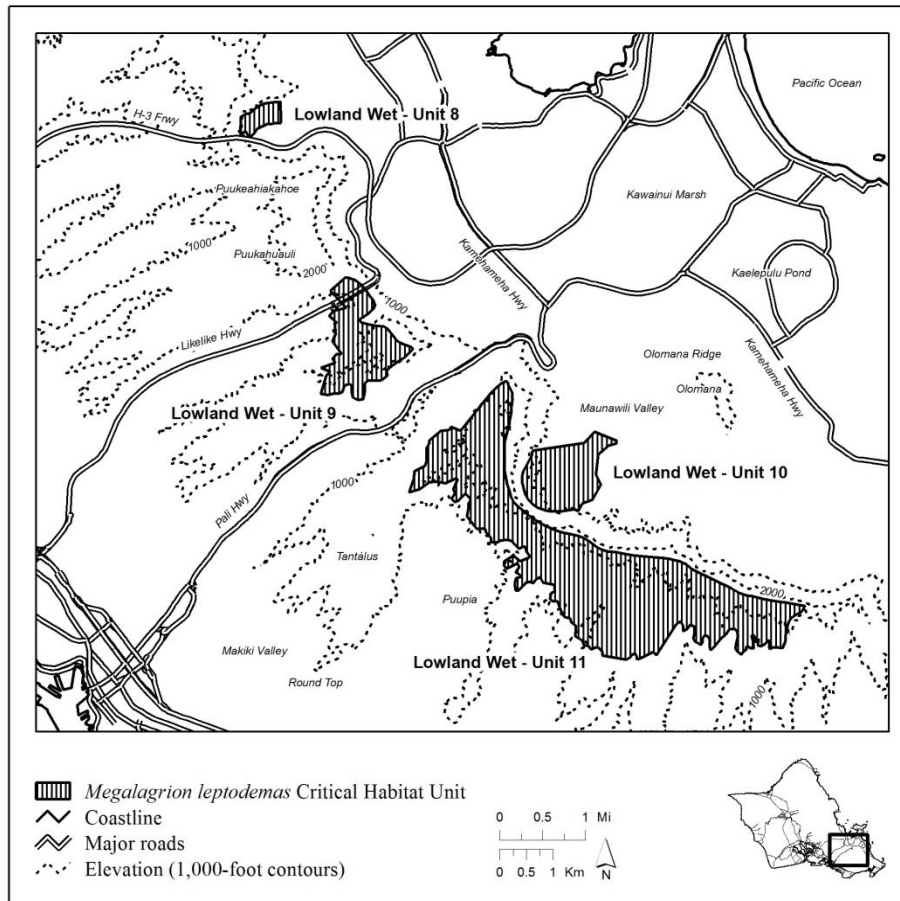 Pacific Ocean
H-3 Frwy
Lowland Wet - Unit 8
Puukeahiakahoe
Kawainui Marsh
1000
Puukahuauli
2000
Kamehameha Hwy
Kaelepulu Pond
1000
Likelike Hwy
Olomana Ridge
Kamehameha Hwy
Olomana
Lowland Wet - Unit 9
Maunawili Valley
Lowland Wet - Unit 10
1000
Pali Hwy
Tantalus
2000
Puupia
Makiki Valley
Lowland Wet - Unit 11
Round Top
1000
Megalagrion leptodemas Critical Habitat Unit
Coastline
Major roads
Elevation (1,000-foot contours)
0 0.5 1 Mi
0 0.5 1 Km
N